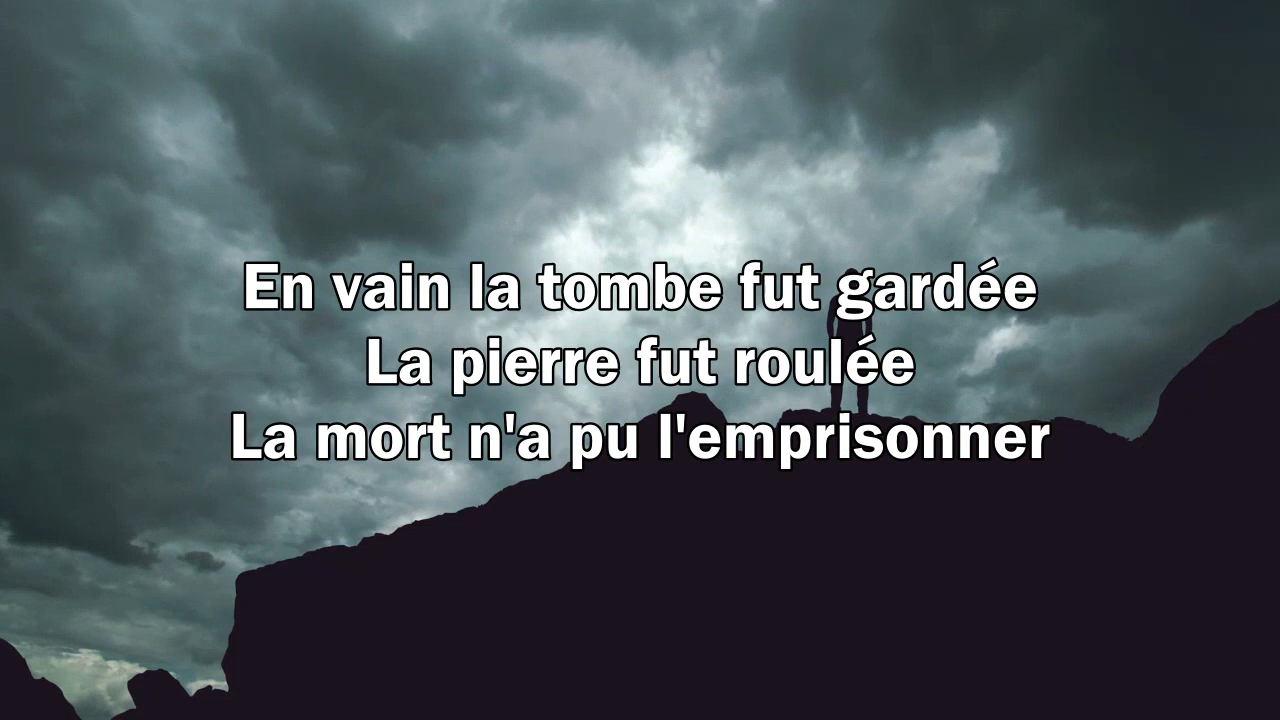 En vain la tombe fut gardée
La pierre fut roulée
La mort n'a pu l'emprisonner